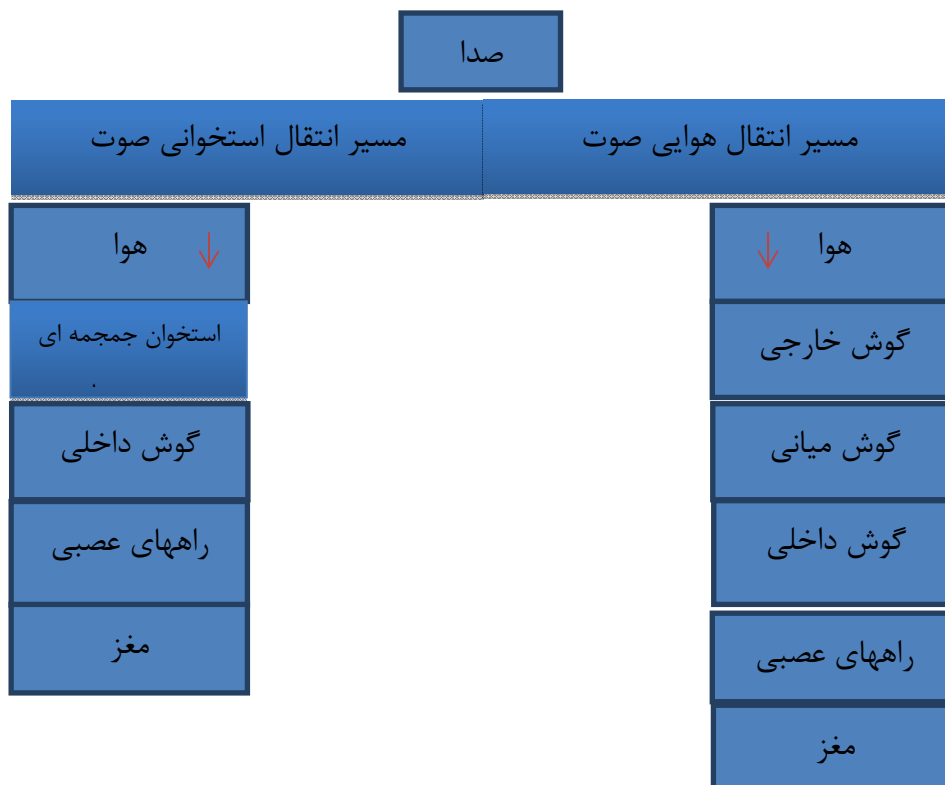 صدا
مسیر انتقال هوایی صوت
مسیر انتقال استخوانی صوت
هوا
گوش خارجی
گوش میانی
گوش داخلی
راههای عصبی
مغز
هوا
استخوان جمجمه ای
.
گوش داخلی
راههای عصبی
مغز